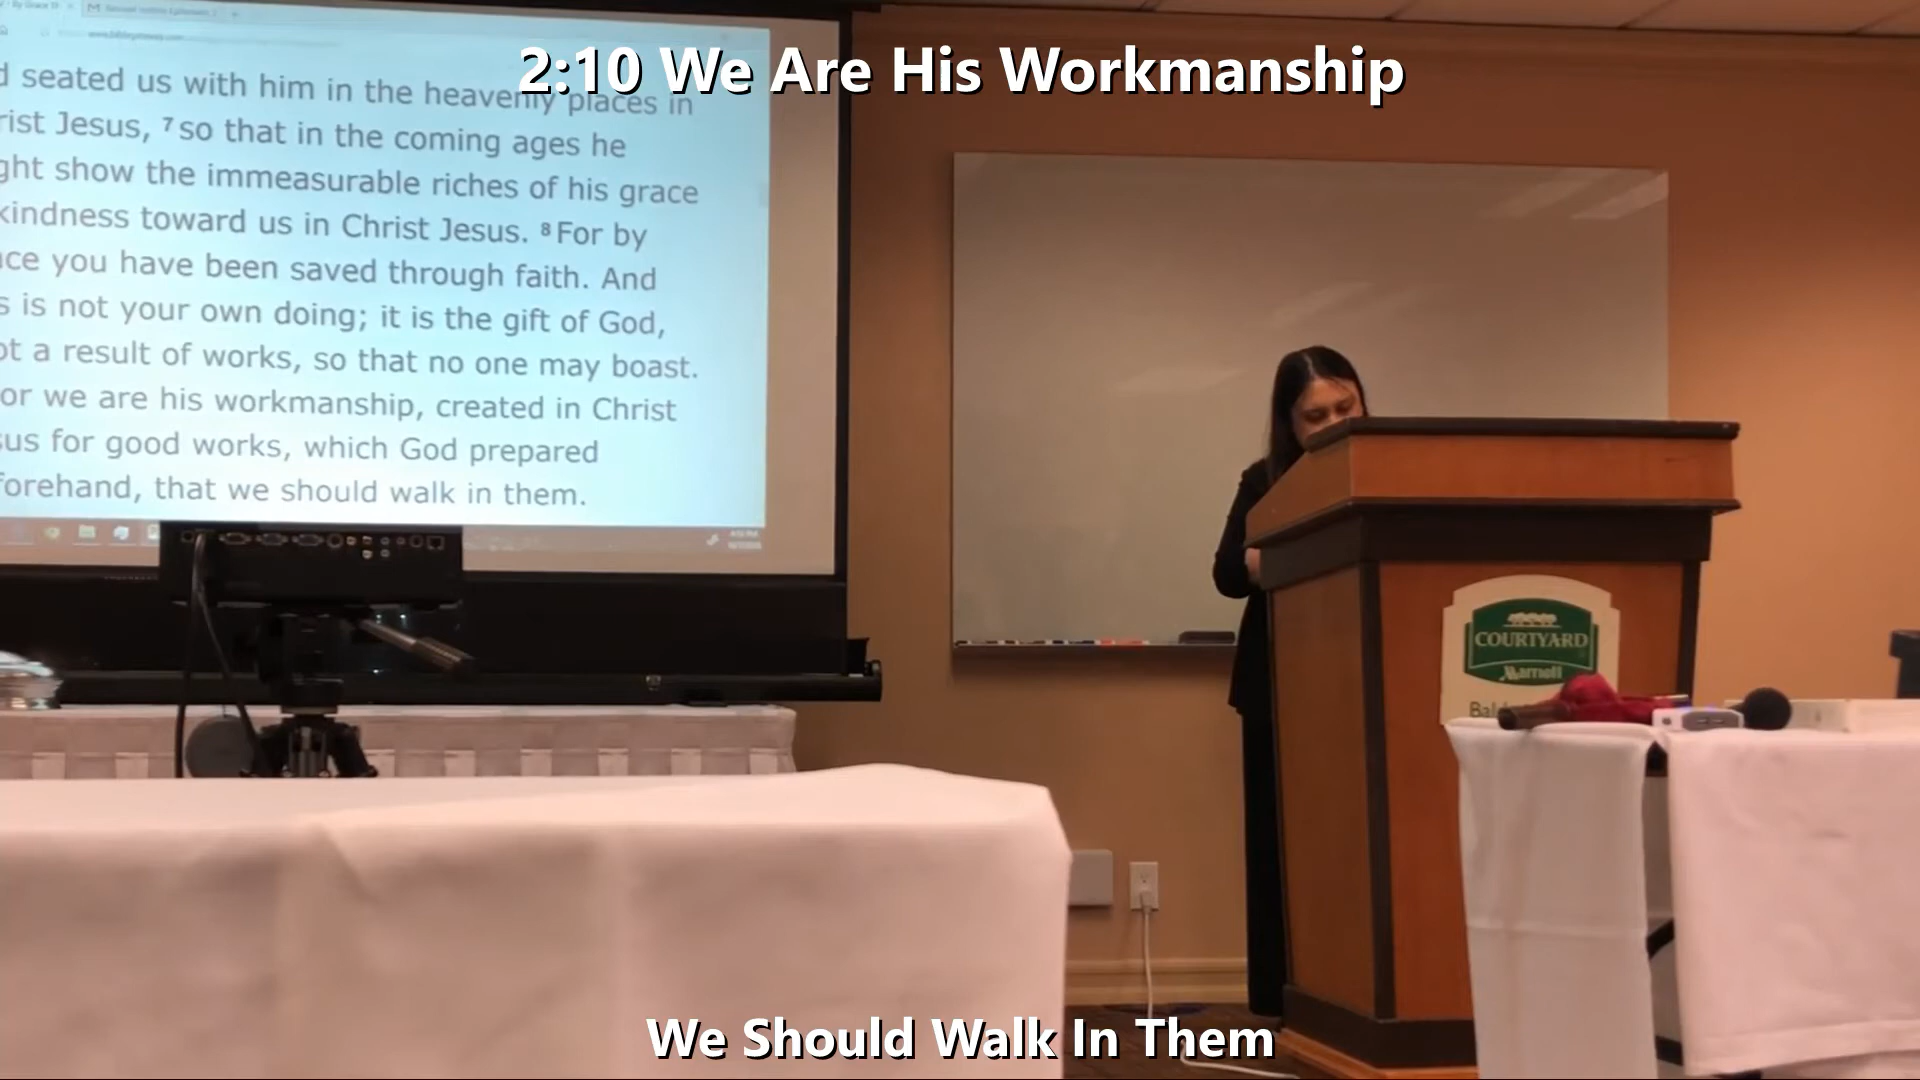 2:10 We Are His Workmanship
d seated us with him in the heavenly places in
rist Jesus, 7 so that in the coming ages he
ght show the immeasurable riches of his grace
kindness toward us in Christ Jesus. 8 For by
ce you have been saved through faith. And
s is not your own doing; it is the gift of God,
ot a result of works, so that no one may boast.
or we are his workmanship, created in Christ
sus for good works, which God prepared
forehand, that we should walk in them.
COURTYARD
Marriott
We Should Walk In Them